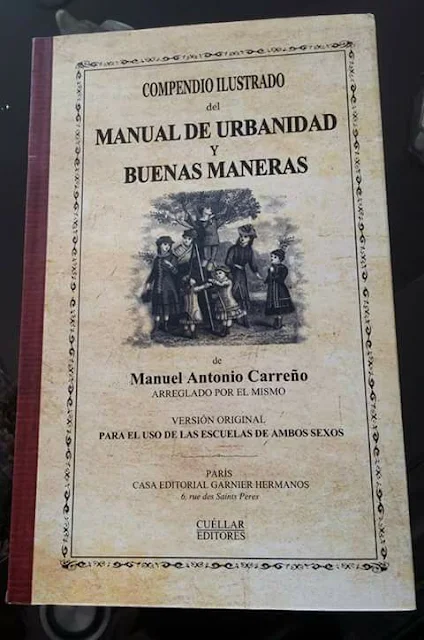 COMPENDIO ILUSTRADO
del
MANUAL DE URBANIDAD
Y
BUENAS MANERAS
de
Manuel Antonio Carreño
ARREGLADO POR EL MISMO
VERSIÓN ORIGINAL
PARA EL USO DE LAS ESCUELAS DE AMBOS SEXOS
PARÍS
CASA EDITORIAL GARNIER HERMANOS
6, rue des Saints Peres
CUÉLLAR
EDITORES